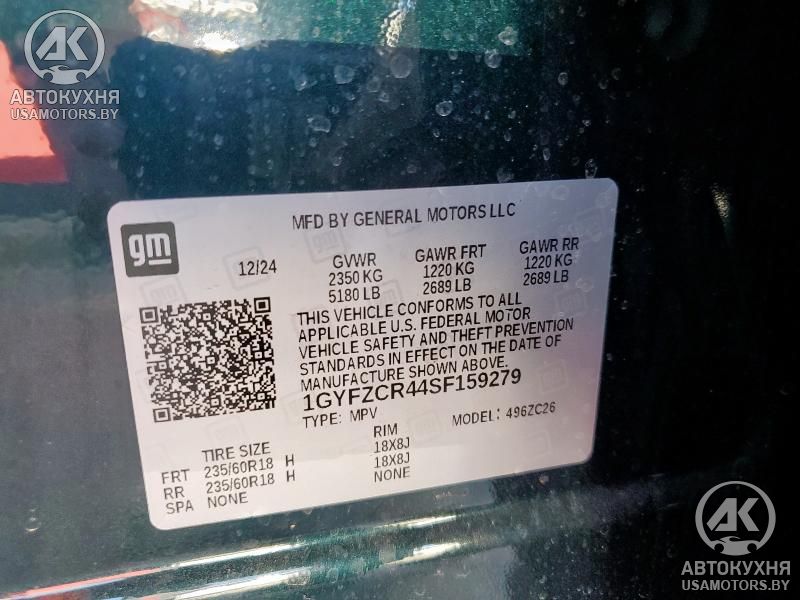 AK
АВТОКУХНЯ
USAMOTORS.BY
gm
MFD BY GENERAL MOTORS LLC
12/24
GVWR GAWR FRT GAWR RR
2350 KG 1220 KG 1220 KG
5180 LB 2689 LB 2689 LB
THIS VEHICLE CONFORMS TO ALL
APPLICABLE U.S. FEDERAL MOTOR
VEHICLE SAFETY AND THEFT PREVENTION
STANDARDS IN EFFECT ON THE DATE OF
MANUFACTURE SHOWN ABOVE.
1GYFZCR44SF159279
TYPE: MPV MODEL: 496ZC26
TIRE SIZE RIM
FRT 235/60R18 H 18X8J
RR 235/60R18 H 18X8J
SPA NONE NONE
AK
АВТОКУХНЯ
USAMOTORS.BY